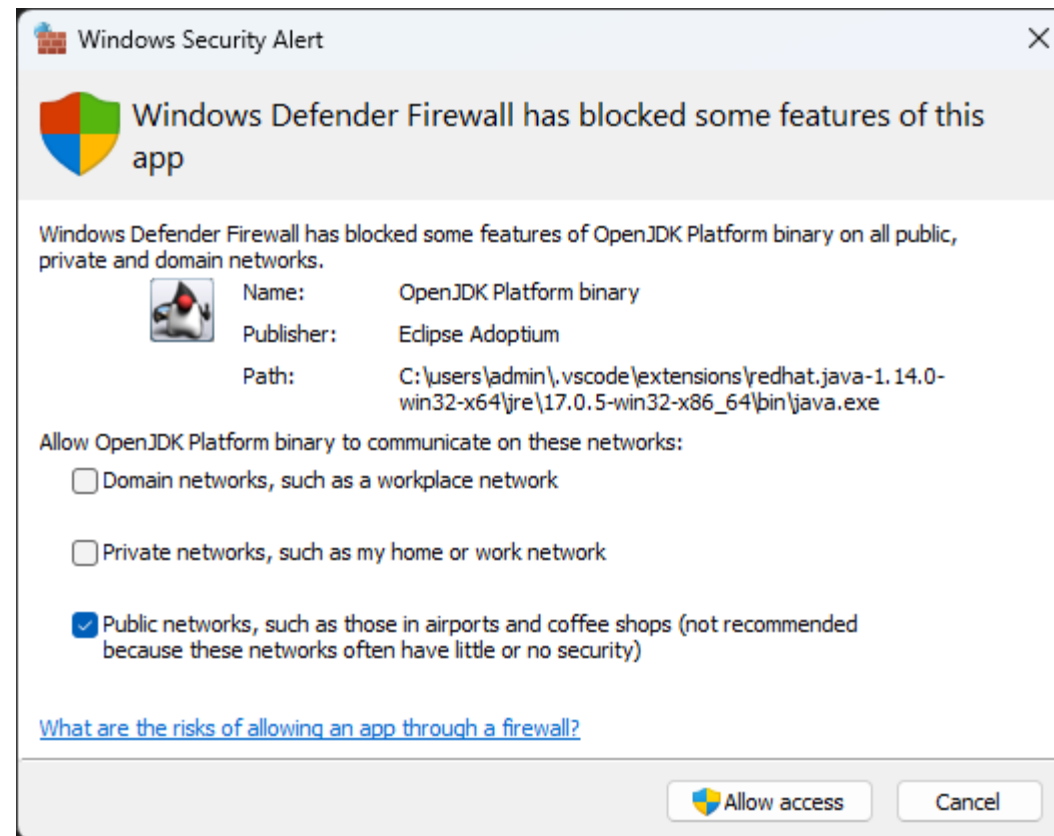 Windows Security Alert
Windows Defender Firewall has blocked some features of this
app
Windows Defender Firewall has blocked some features of OpenJDK Platform binary on all public,
private and domain networks.
Name: OpenJDK Platform binary
Publisher: Eclipse Adoptium
Path: C:\users\admin\.vscode\extensions\redhat.java-1.14.0-
win32-x64\jre\17.0.5-win32-x86_64\bin\java.exe
Allow OpenJDK Platform binary to communicate on these networks:
Domain networks, such as a workplace network
Private networks, such as my home or work network
Public networks, such as those in airports and coffee shops (not recommended
because these networks often have little or no security)
What are the risks of allowing an app through a firewall?
Allow access Cancel